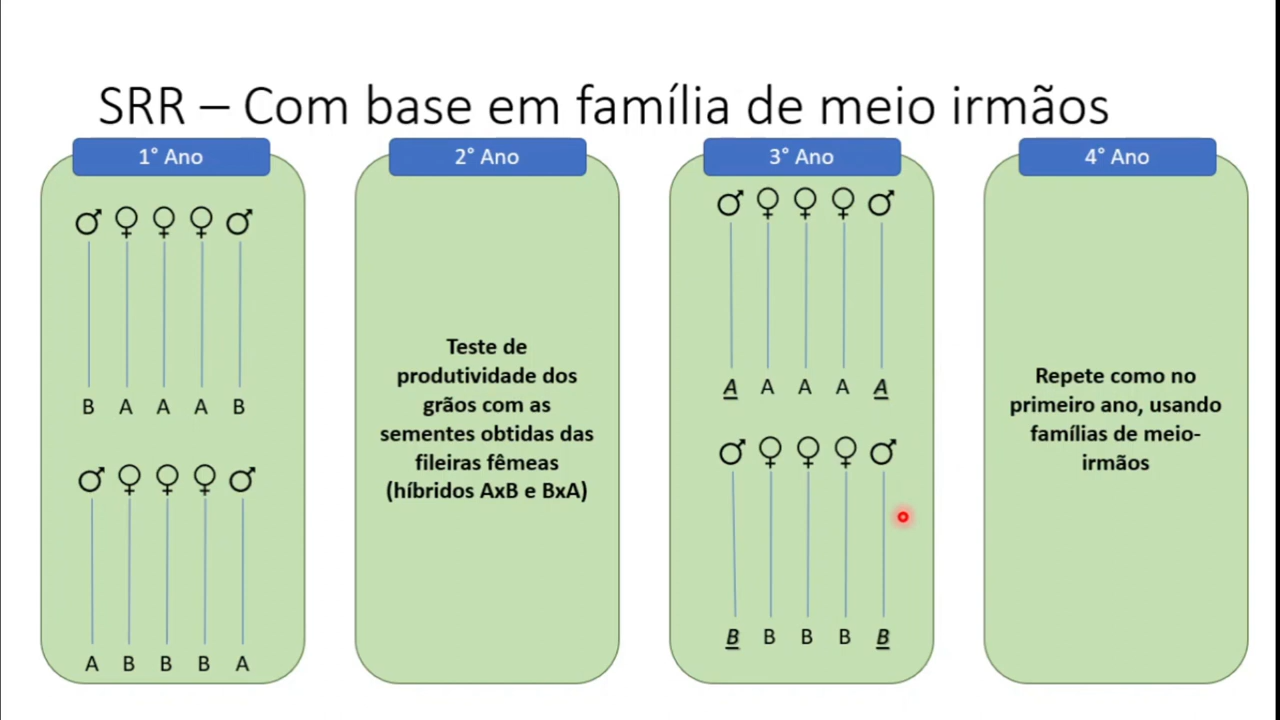 SRR – Com base em família de meio irmãos
1° Ano
♂ ♀ ♀ ♀ ♂
B A A A B
♂ ♀ ♀ ♀ ♂
A B B B A
2° Ano
Teste de
produtividade dos
grãos com as
sementes obtidas das
fileiras fêmeas
(híbridos AxB e BxA)
3° Ano
♂ ♀ ♀ ♀ ♂
A A A A A
♂ ♀ ♀ ♀ ♂
B B B B B
4° Ano
Repete como no
primeiro ano, usando
famílias de meio-
irmãos